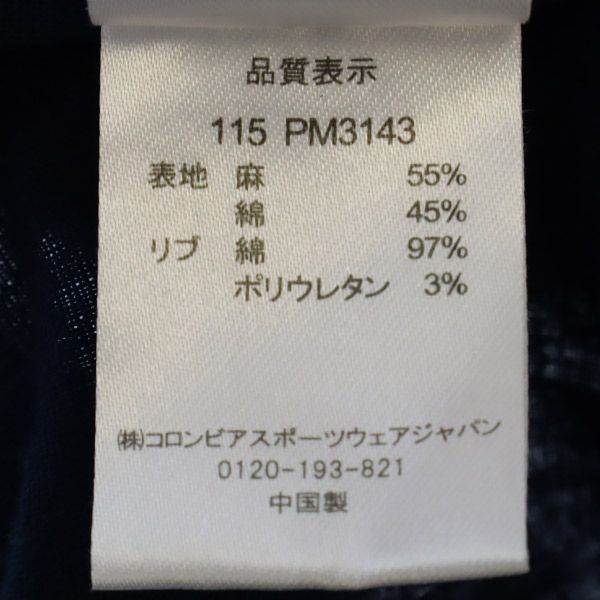 品質表示
115 PM3143
表地 麻 55%
綿 45%
リブ 綿 97%
ポリウレタン 3%
㈱コロンビアスポーツウェアジャパン
0120-193-821
中国製